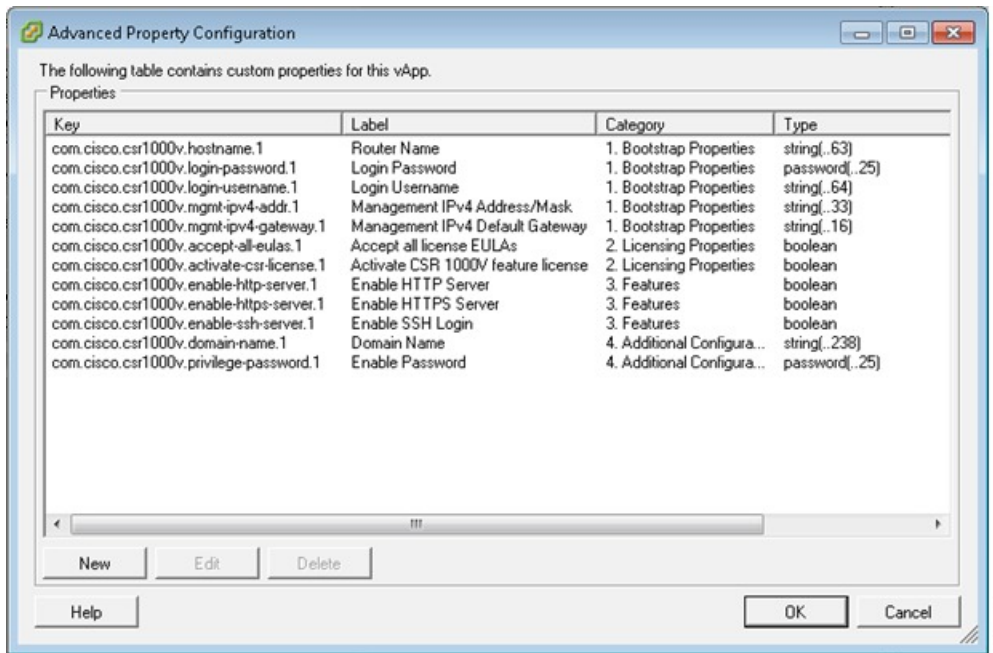 Advanced Property Configuration
The following table contains custom properties for this vApp.
Properties
Key Label Category Type
com.cisco.csr1000v.hostname.1 Router Name 1. Bootstrap Properties string(..63)
com.cisco.csr1000v.login-password.1 Login Password 1. Bootstrap Properties password(..25)
com.cisco.csr1000v.login-username.1 Login Username 1. Bootstrap Properties string(..64)
com.cisco.csr1000v.mgmt-ipv4-addr.1 Management IPv4 Address/Mask 1. Bootstrap Properties string(..33)
com.cisco.csr1000v.mgmt-ipv4-gateway.1 Management IPv4 Default Gateway 1. Bootstrap Properties string(..16)
com.cisco.csr1000v.accept-all-eulas.1 Accept all license EULAs 2. Licensing Properties boolean
com.cisco.csr1000v.activate-csr-license.1 Activate CSR 1000V feature license 2. Licensing Properties boolean
com.cisco.csr1000v.enable-http-server.1 Enable HTTP Server 3. Features boolean
com.cisco.csr1000v.enable-https-server.1 Enable HTTPS Server 3. Features boolean
com.cisco.csr1000v.enable-ssh-server.1 Enable SSH Login 3. Features boolean
com.cisco.csr1000v.domain-name.1 Domain Name 4. Additional Configura... string(..238)
com.cisco.csr1000v.privilege-password.1 Enable Password 4. Additional Configura... password(..25)
New Edit Delete
Help OK Cancel